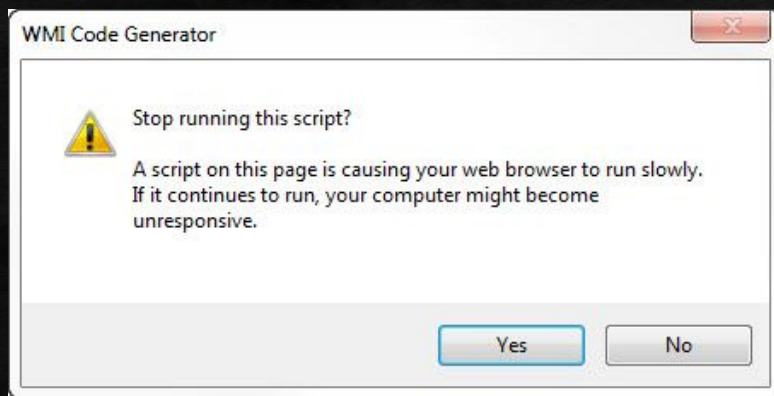 WMI Code Generator
Stop running this script?
A script on this page is causing your web browser to run slowly.
If it continues to run, your computer might become
unresponsive.
Yes No